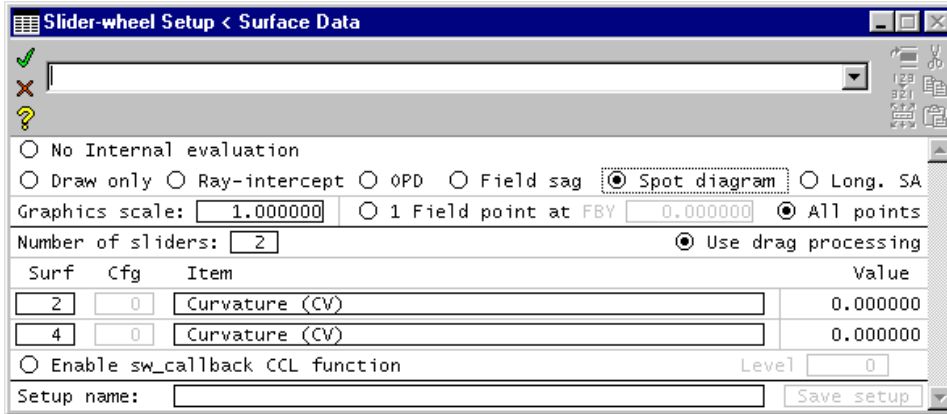 Slider-wheel Setup < Surface Data
No Internal evaluation
Draw only Ray-intercept OPD Field sag Spot diagram Long. SA
Graphics scale: 1.000000 1 Field point at FBY 0.000000 All points
Number of sliders: 2 Use drag processing
Surf Cfg Item Value
2 0 Curvature (CV) 0.000000
4 0 Curvature (CV) 0.000000
Enable sw_callback CCL function Level 0
Setup name: Save setup